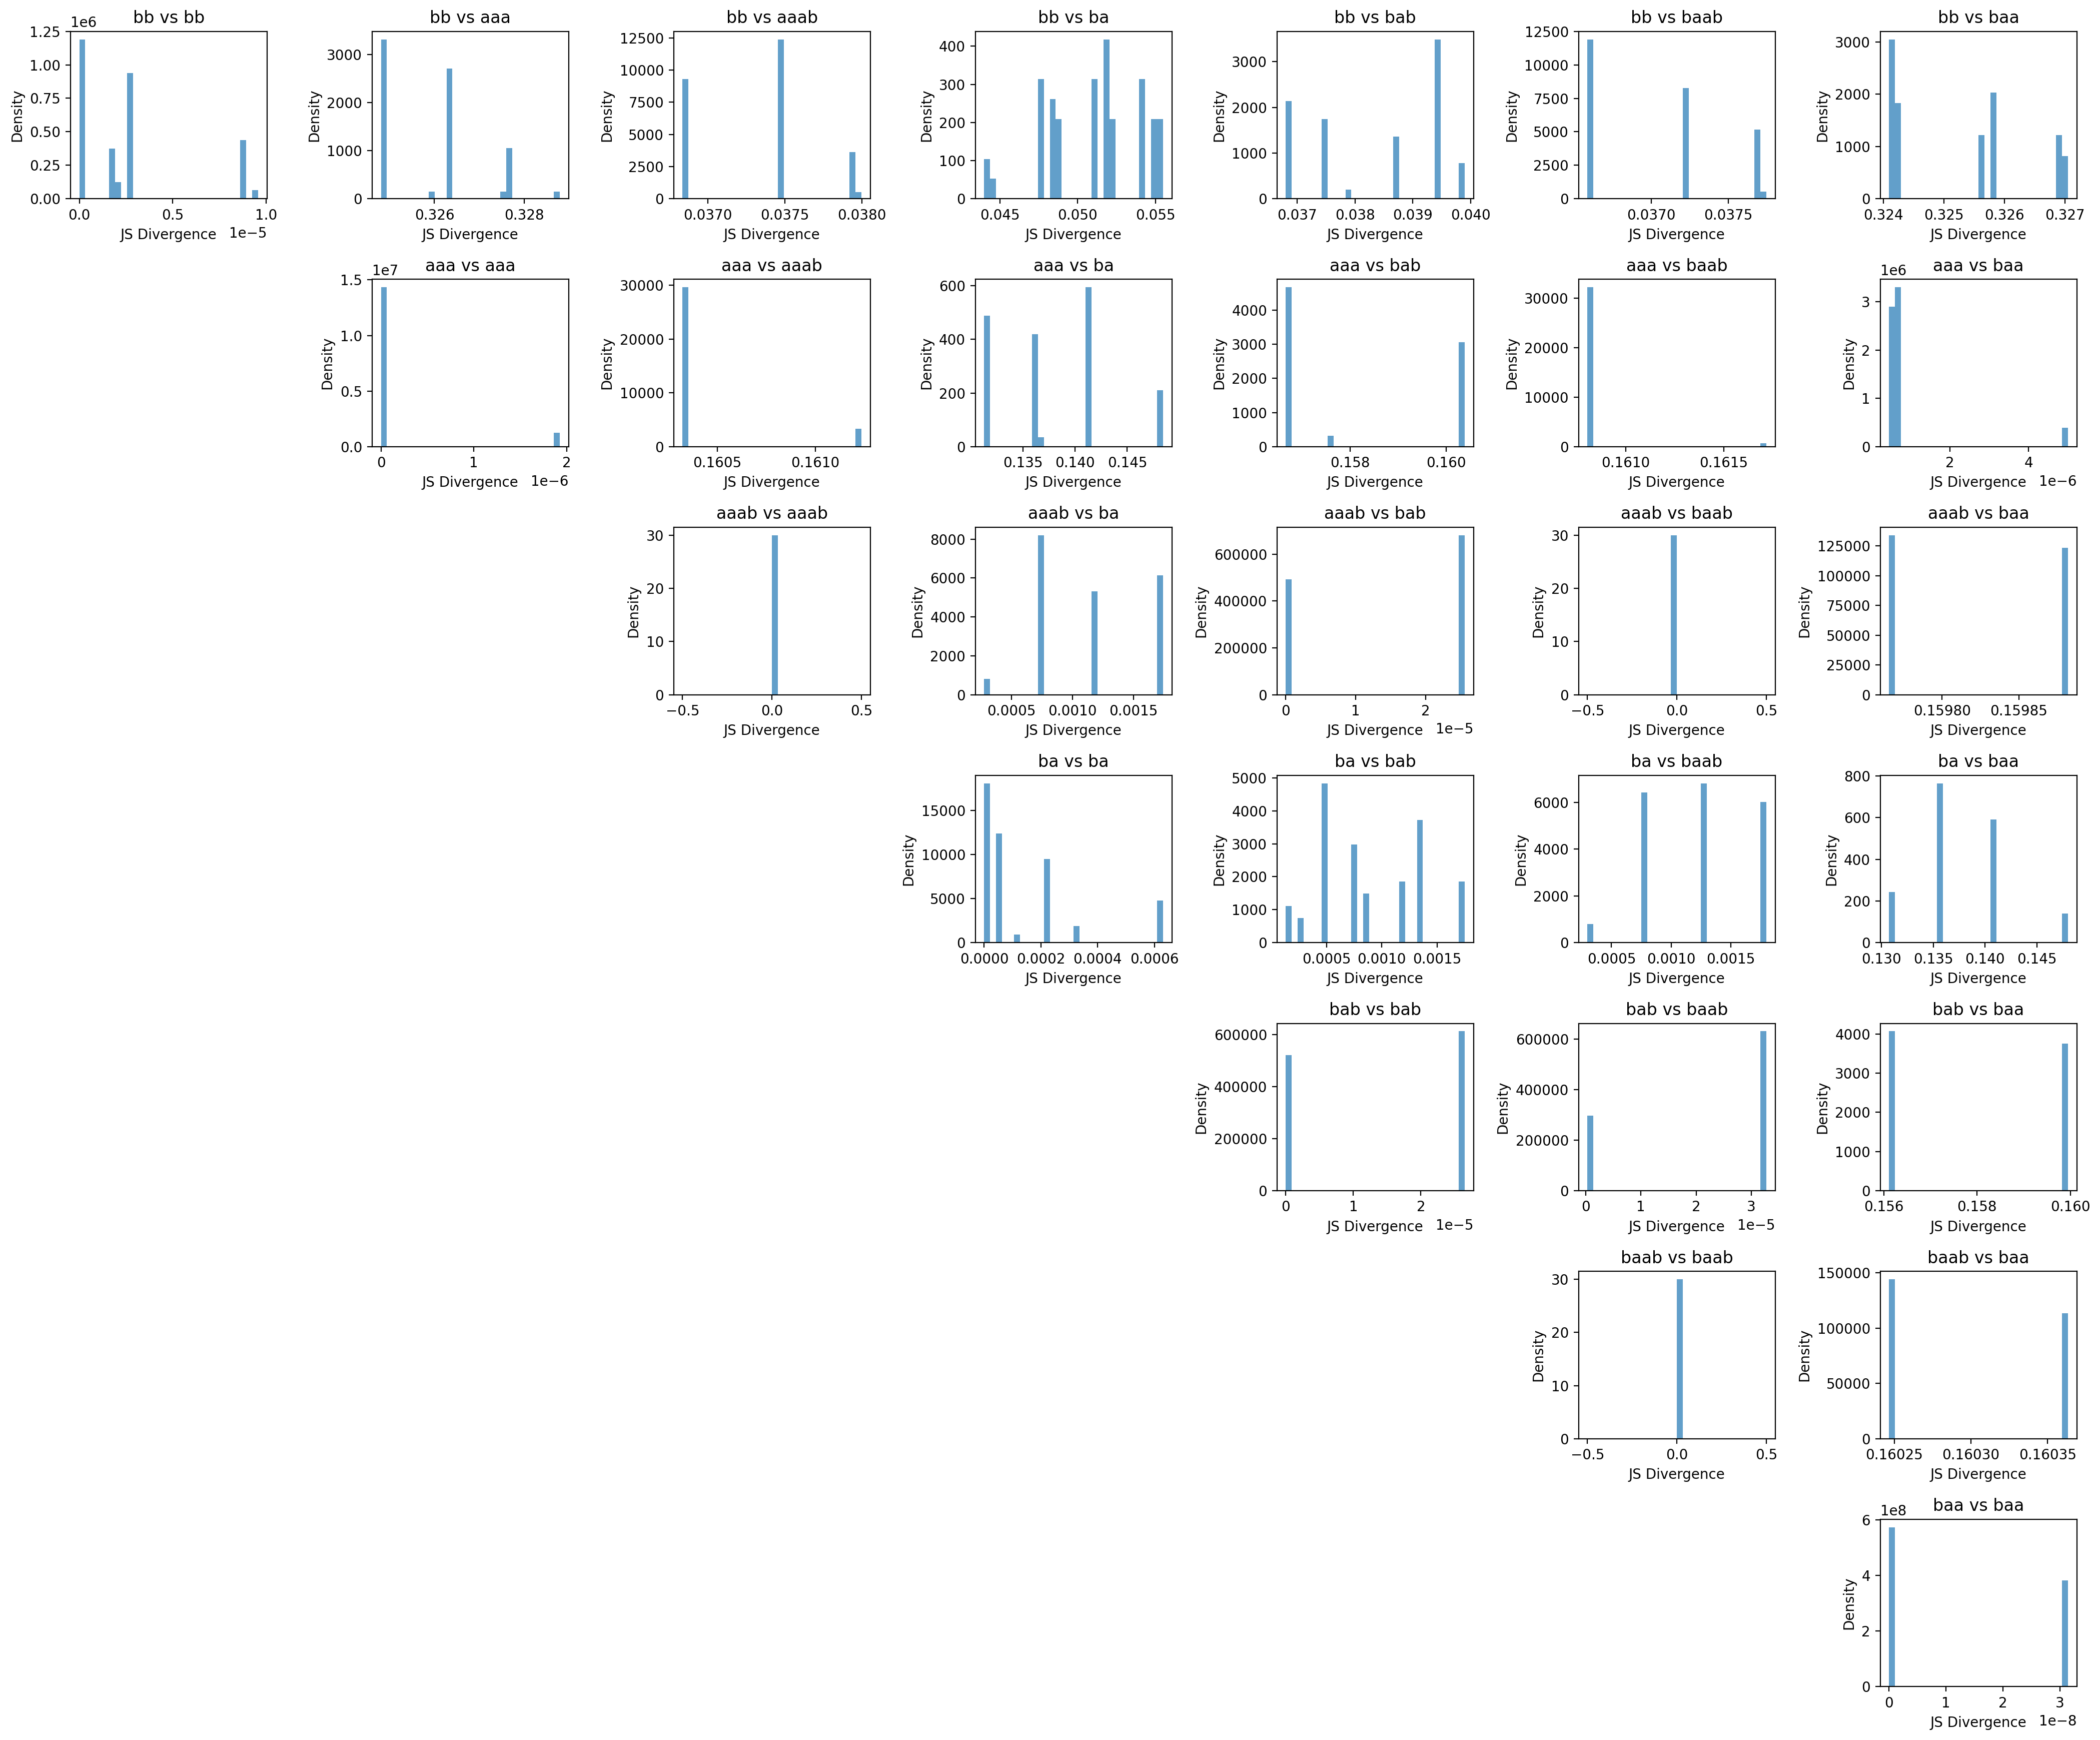 bb vs bb bb vs aaa bb vs aaab bb vs ba bb vs bab bb vs baab bb vs baa
1e6
1.25 1.00 0.75 0.50 0.25 0.00
Density
0.0 0.5 1.0
JS Divergence 1e−5
3000 2000 1000 0
Density
0.326 0.328
JS Divergence
12500 10000 7500 5000 2500 0
Density
0.0370 0.0375 0.0380
JS Divergence
400 300 200 100 0
Density
0.045 0.050 0.055
JS Divergence
3000 2000 1000 0
Density
0.037 0.038 0.039 0.040
JS Divergence
12500 10000 7500 5000 2500 0
Density
0.0370 0.0375
JS Divergence
3000 2000 1000 0
Density
0.324 0.325 0.326 0.327
JS Divergence
aaa vs aaa aaa vs aaab aaa vs ba aaa vs bab aaa vs baab aaa vs baa
1e7
1.5 1.0 0.5 0.0
Density
0 1 2
JS Divergence 1e−6
30000 20000 10000 0
Density
0.1605 0.1610
JS Divergence
600 400 200 0
Density
0.135 0.140 0.145
JS Divergence
4000 3000 2000 1000 0
Density
0.158 0.160
JS Divergence
30000 20000 10000 0
Density
0.1610 0.1615
JS Divergence
1e6
3 2 1 0
Density
2 4
JS Divergence 1e−6
aaab vs aaab aaab vs ba aaab vs bab aaab vs baab aaab vs baa
30 20 10 0
Density
−0.5 0.0 0.5
JS Divergence
8000 6000 4000 2000 0
Density
0.0005 0.0010 0.0015
JS Divergence
600000 400000 200000 0
Density
0 1 2
JS Divergence 1e−5
30 20 10 0
Density
−0.5 0.0 0.5
JS Divergence
125000 100000 75000 50000 25000 0
Density
0.15980 0.15985
JS Divergence
ba vs ba ba vs bab ba vs baab ba vs baa
15000 10000 5000 0
Density
0.0000 0.0002 0.0004 0.0006
JS Divergence
5000 4000 3000 2000 1000 0
Density
0.0005 0.0010 0.0015
JS Divergence
6000 4000 2000 0
Density
0.0005 0.0010 0.0015
JS Divergence
800 600 400 200 0
Density
0.130 0.135 0.140 0.145
JS Divergence
bab vs bab bab vs baab bab vs baa
600000 400000 200000 0
Density
0 1 2
JS Divergence 1e−5
600000 400000 200000 0
Density
0 1 2 3
JS Divergence 1e−5
4000 3000 2000 1000 0
Density
0.156 0.158 0.160
JS Divergence
baab vs baab baab vs baa
30 20 10 0
Density
−0.5 0.0 0.5
JS Divergence
150000 100000 50000 0
Density
0.16025 0.16030 0.16035
JS Divergence
baa vs baa
1e8
6 4 2 0
Density
0 1 2 3
JS Divergence 1e−8